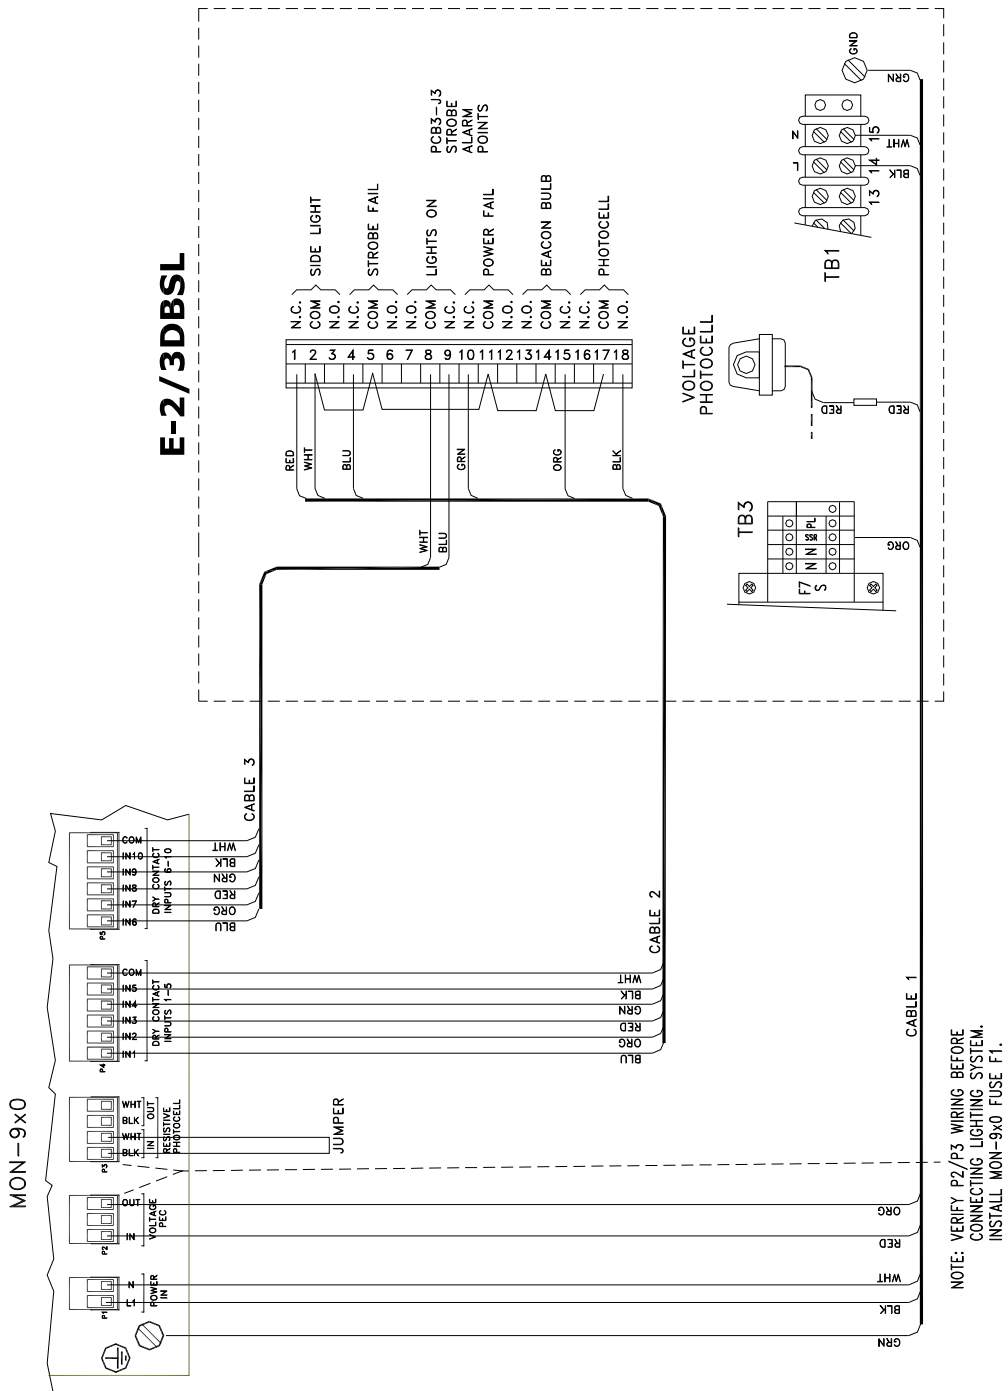 E-2/3DBSL
MON-9x0
PCB3-J3
STROBE
ALARM
POINTS
SIDE LIGHT
STROBE FAIL
LIGHTS ON
POWER FAIL
BEACON BULB
PHOTOCELL
N.C.
COM
N.O.
N.C.
COM
N.O.
N.O.
COM
N.C.
N.C.
COM
N.O.
N.O.
COM
N.C.
N.C.
COM
N.O.
1 2 3 4 5 6 7 8 9 10 11 12 13 14 15 16 17 18
RED
WHT
BLU
GRN
ORG
BLK
WHT
BLU
GND
GRN
N
15
WHT
L
14
BLK
13
TB1
VOLTAGE
PHOTOCELL
RED
RED
TB3
PL
SSR
N N
N N
F7
S
ORG
CABLE 3
CABLE 2
CABLE 1
COM
IN10
IN9
IN8
IN7
IN6
DRY CONTACT
INPUTS 6-10
P5
WHT
BLK
GRN
RED
ORG
BLU
COM
IN5
IN4
IN3
IN2
IN1
DRY CONTACT
INPUTS 1-5
P4
WHT
BLK
GRN
RED
ORG
BLU
WHT
BLK
OUT
WHT
BLK
IN
RESISTIVE
PHOTOCELL
P3
JUMPER
OUT
IN
VOLTAGE
PEC
P2
ORG
RED
N
L1
POWER
IN
P1
WHT
BLK
GRN
NOTE: VERIFY P2/P3 WIRING BEFORE
CONNECTING LIGHTING SYSTEM.
INSTALL MON-9x0 FUSE F1.